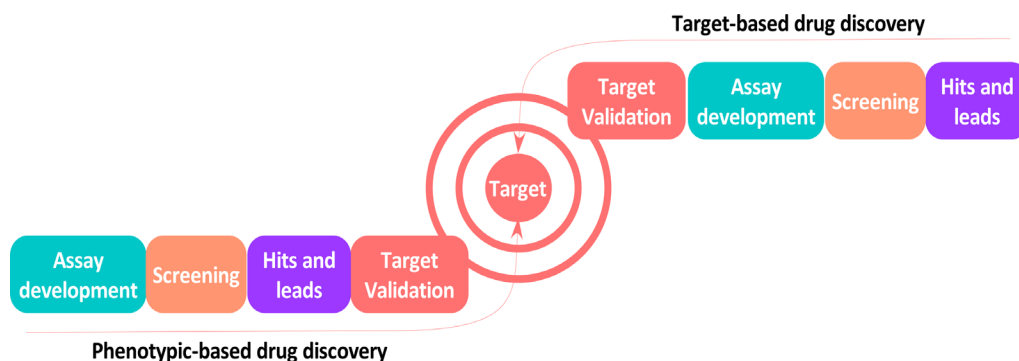 Target-based drug discovery
Target
Validation
Assay
development
Screening
Hits and
leads
Target
Assay
development
Screening
Hits and
leads
Target
Validation
Phenotypic-based drug discovery